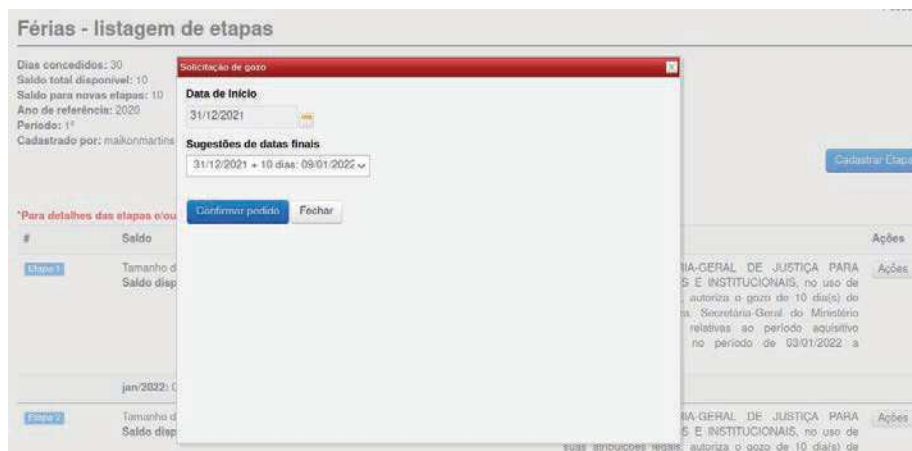 Férias - listagem de etapas
Dias concedidos: 30
Saldo total disponível: 10
Saldo para novas etapas: 10
Ano de referência: 2020
Período: 1º
Cadastrado por: maikonmartins
Solicitação de gozo
Data de Início
31/12/2021
Sugestões de datas finais
31/12/2021 + 10 dias: 09/01/2022
Confirmar pedido Fechar
Cadastrar Etapa
*Para detalhes das etapas e/ou
# Saldo Ações
Etapa 1 Tamanho d IA-GERAL DE JUSTIÇA PARA Ações
Saldo disp S E INSTITUCIONAIS, no uso de
autoriza o gozo de 10 dia(s) de
Secretária-Geral do Ministério
relativas ao período aquisitivo
no período de 03/01/2022 a
jan/2022:
Etapa 2 Tamanho d IA-GERAL DE JUSTIÇA PARA Ações
Saldo disp S E INSTITUCIONAIS, no uso de
suas atribuições legais, autoriza o gozo de 10 dia(s) de